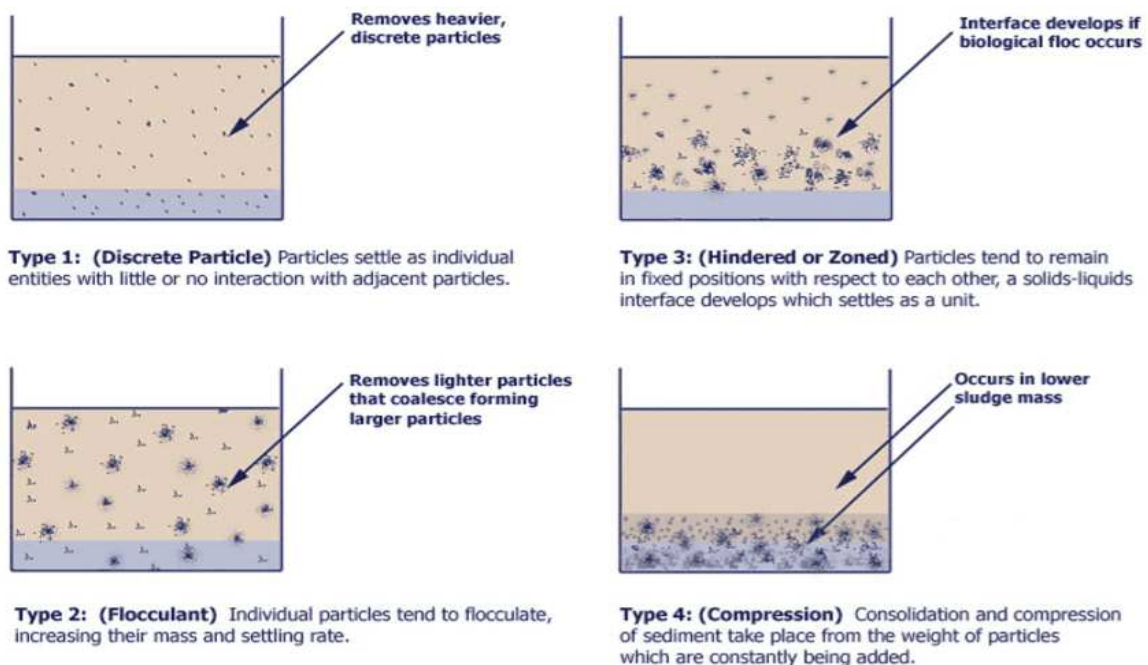 Removes heavier,
discrete particles
Type 1: (Discrete Particle) Particles settle as individual
entities with little or no interaction with adjacent particles.
Interface develops if
biological floc occurs
Type 3: (Hindered or Zoned) Particles tend to remain
in fixed positions with respect to each other, a solids-liquids
interface develops which settles as a unit.
Removes lighter particles
that coalesce forming
larger particles
Type 2: (Flocculant) Individual particles tend to flocculate,
increasing their mass and settling rate.
Occurs in lower
sludge mass
Type 4: (Compression) Consolidation and compression
of sediment take place from the weight of particles
which are constantly being added.